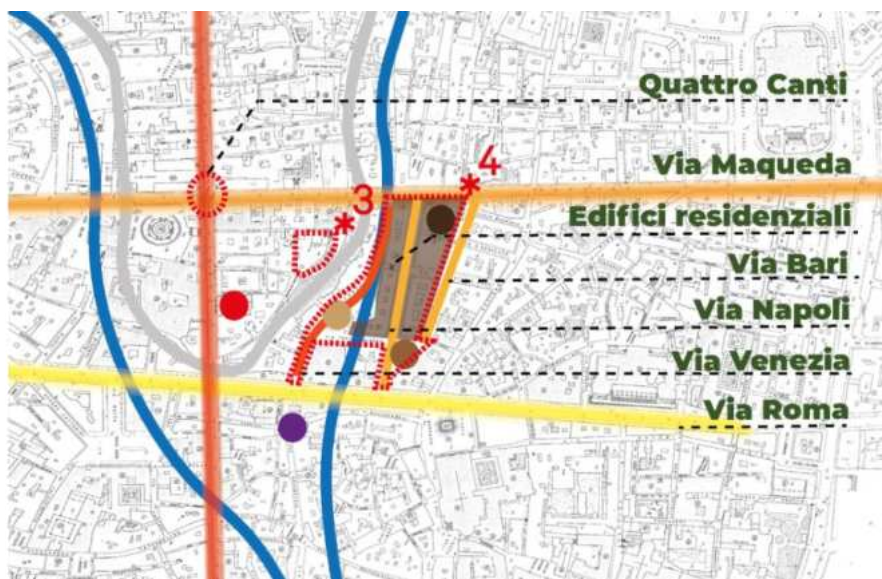 Quattro Canti
Via Maqueda
4
3
Edifici residenziali
Via Bari
Via Napoli
Via Venezia
Via Roma